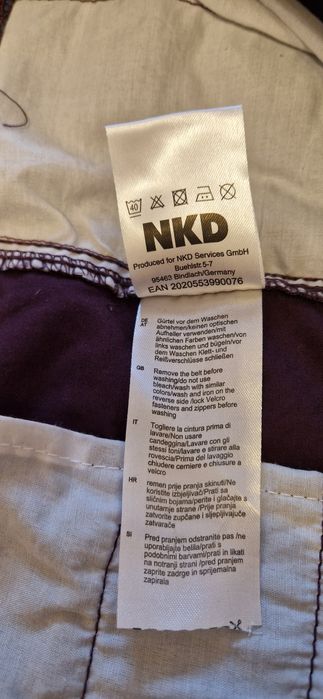 40
NKD
Produced for NKD Services GmbH
Buehlstr.5-7
95463 Bindlach/Germany
EAN 2020553990076
DE
AT
Gürtel vor dem Waschen
abnehmen/keinen optischen
Aufheller verwenden/mit
ähnlichen Farben waschen/von
links waschen und bügeln/vor
dem Waschen Klett- und
Reißverschlüsse schließen
GB
Remove the belt before
washing/do not use
bleach/wash with similar
colors/wash and iron on the
reverse side /lock Velcro
fasteners and zippers before
washing
IT
Togliere la cintura prima di
lavare/Non usare
candeggina/Lavare con gli
stessi foni/lavare e stirare alla
rovescia/Prima del lavaggio
chiudere cerniere e chiusure a
velcro
HR
remen prije pranja skinuti/Ne
koristite izbjeljivač/Prati sa
sličnim bojama/perite i glačajte s
unutarnje strane /Prije pranja
zatvorite zupčane i sljepljivajuće
zatvarače
SI
Pred pranjem odstranite pas /ne
uporabljajte belila/prati s
podobnimi barvami/prati in likati
na notranji strani/pred pranjem
zaprite zadrge in sprijemalna
zapirala